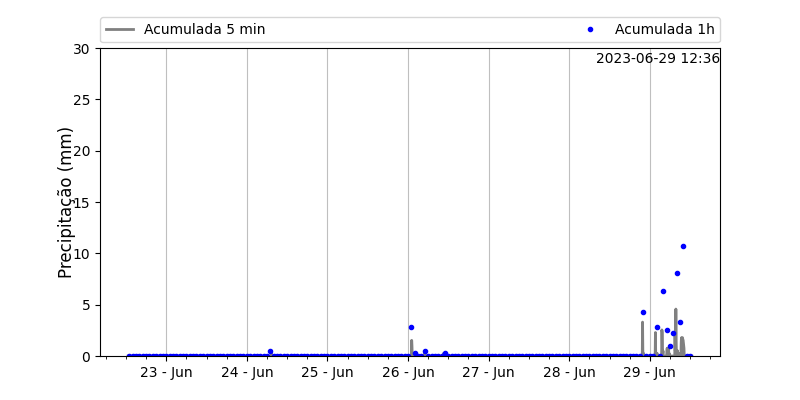 Acumulada 5 min
Acumulada 1h
2023-06-29 12:36
Precipitação (mm)
30
25
20
15
10
5
0
23 - Jun
24 - Jun
25 - Jun
26 - Jun
27 - Jun
28 - Jun
29 - Jun